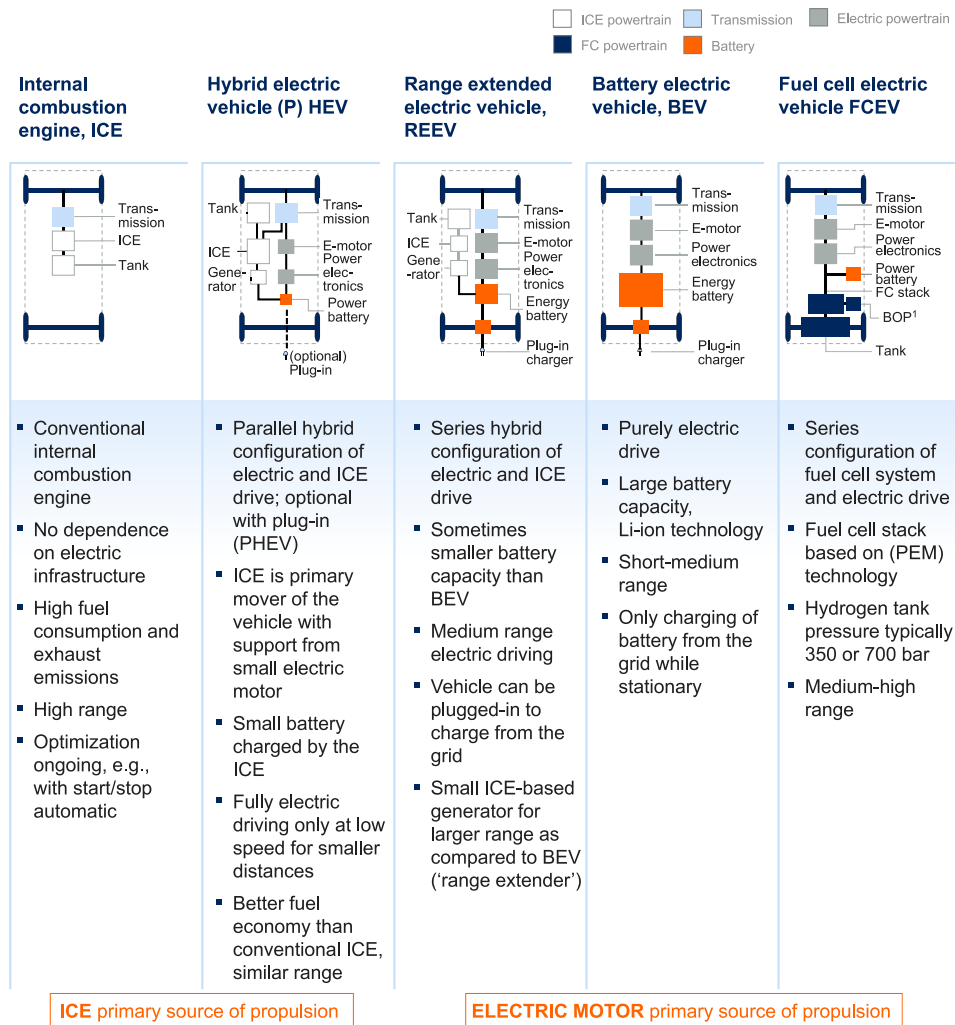 ICE powertrain
Transmission
Electric powertrain
FC powertrain
Battery
Internal
combustion
engine, ICE
Hybrid electric
vehicle (P) HEV
Range extended
electric vehicle,
REEV
Battery electric
vehicle, BEV
Fuel cell electric
vehicle FCEV
Trans-
mission
ICE
Tank
Tank
Trans-
mission
ICE
E-motor
Gene-
rator
Power
elec-
tronics
Power
battery
(optional)
Plug-in
Tank
Trans-
mission
ICE
E-motor
Gene
-rator
Power
elec-
tronics
Energy
battery
Plug-in
charger
Trans-
mission
E-motor
Power
electronics
Energy
battery
Plug-in
charger
Trans-
mission
E-motor
Power
electronics
Power
battery
FC stack
BOP¹
Tank
Conventional
internal
combustion
engine
No dependence
on electric
infrastructure
High fuel
consumption and
exhaust
emissions
High range
Optimization
ongoing, e.g.,
with start/stop
automatic
Parallel hybrid
configuration of
electric and ICE
drive; optional
with plug-in
(PHEV)
ICE is primary
mover of the
vehicle with
support from
small electric
motor
Small battery
charged by the
ICE
Fully electric
driving only at low
speed for smaller
distances
Better fuel
economy than
conventional ICE,
similar range
Series hybrid
configuration of
electric and ICE
drive
Sometimes
smaller battery
capacity than
BEV
Medium range
electric driving
Vehicle can be
plugged-in to
charge from the
grid
Small ICE-based
generator for
larger range as
compared to BEV
(‘range extender’)
Purely electric
drive
Large battery
capacity,
Li-ion technology
Short-medium
range
Only charging of
battery from the
grid while
stationary
Series
configuration of
fuel cell system
and electric drive
Fuel cell stack
based on (PEM)
technology
Hydrogen tank
pressure typically
350 or 700 bar
Medium-high
range
ICE primary source of propulsion
ELECTRIC MOTOR primary source of propulsion